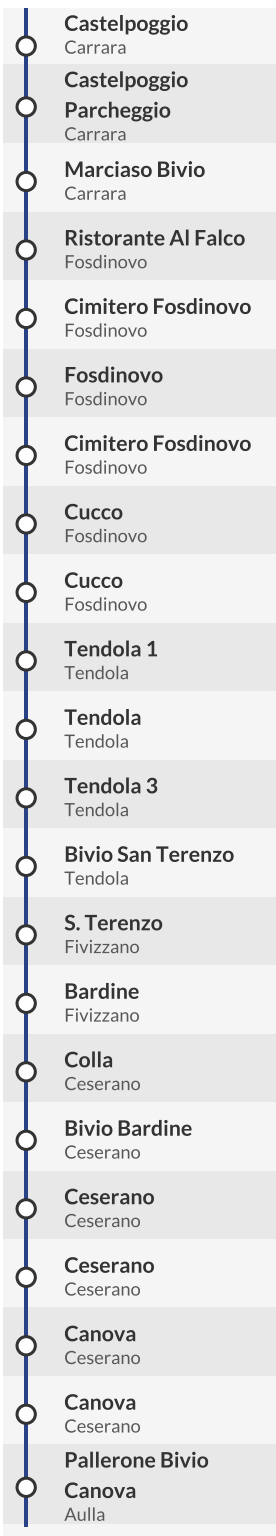 Castelpoggio
Carrara
Castelpoggio
Parcheggio
Carrara
Marciaso Bivio
Carrara
Ristorante Al Falco
Fosdinovo
Cimitero Fosdinovo
Fosdinovo
Fosdinovo
Fosdinovo
Cimitero Fosdinovo
Fosdinovo
Cucco
Fosdinovo
Cucco
Fosdinovo
Tendola 1
Tendola
Tendola
Tendola
Tendola 3
Tendola
Bivio San Terenzo
Tendola
S. Terenzo
Fivizzano
Bardine
Fivizzano
Colla
Ceserano
Bivio Bardine
Ceserano
Ceserano
Ceserano
Ceserano
Ceserano
Canova
Ceserano
Canova
Ceserano
Pallerone Bivio
Canova
Aulla